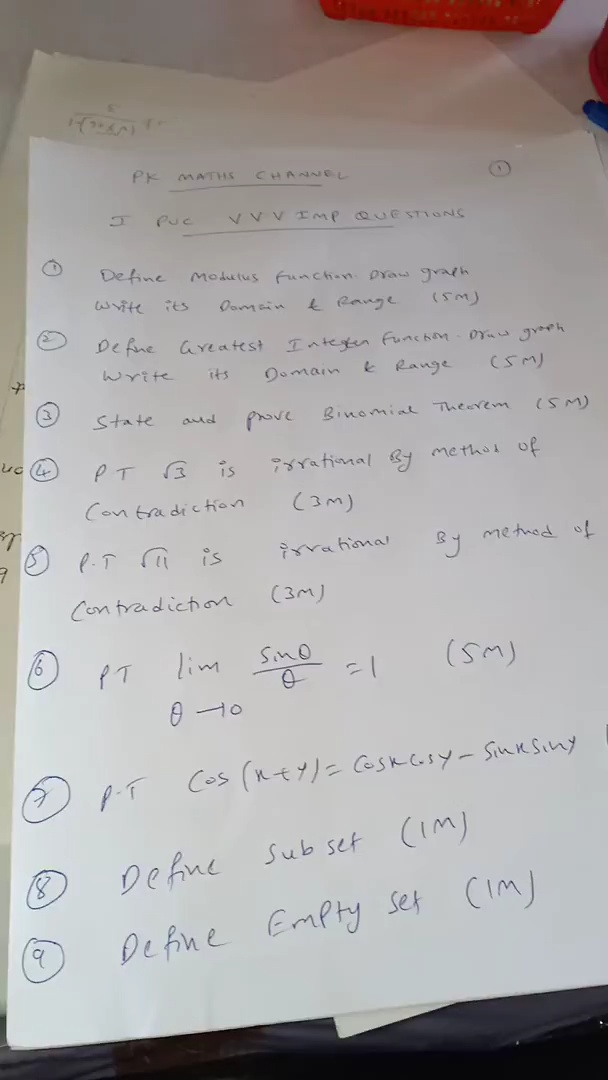 PK MATHS CHANNEL
①
I PUC VVV IMP QUESTIONS
① Define Modulus Function. Draw graph
Write its Domain & Range (5M)
② Define Greatest Integer Function. Draw graph
Write its Domain & Range (5M)
③ State and prove Binomial Theorem (5M)
④ PT √3 is irrational By method of
Contradiction (3M)
⑤ P.T √11 is irrational By method of
Contradiction (3M)
⑥ PT lim sinθ/θ = 1 (5M)
θ→0
⑦ P.T Cos (x+y) = Cosx Cosy - Sinx Siny
⑧ Define Subset (1M)
⑨ Define Empty set (1M)